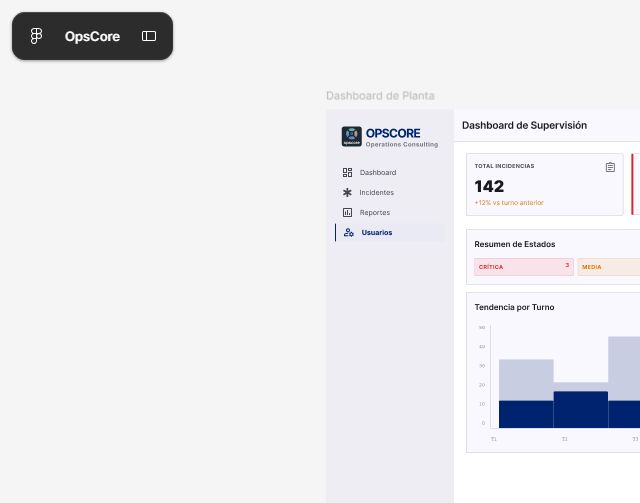 OpsCore
Dashboard de Planta
opscore
OPSCORE
Operations Consulting
Dashboard
Incidentes
Reportes
Usuarios
Dashboard de Supervisión
TOTAL INCIDENCIAS
142
+12% vs turno anterior
Resumen de Estados
CRÍTICA 3
MEDIA
Tendencia por Turno
50
40
30
20
10
0
T1 T2 T3